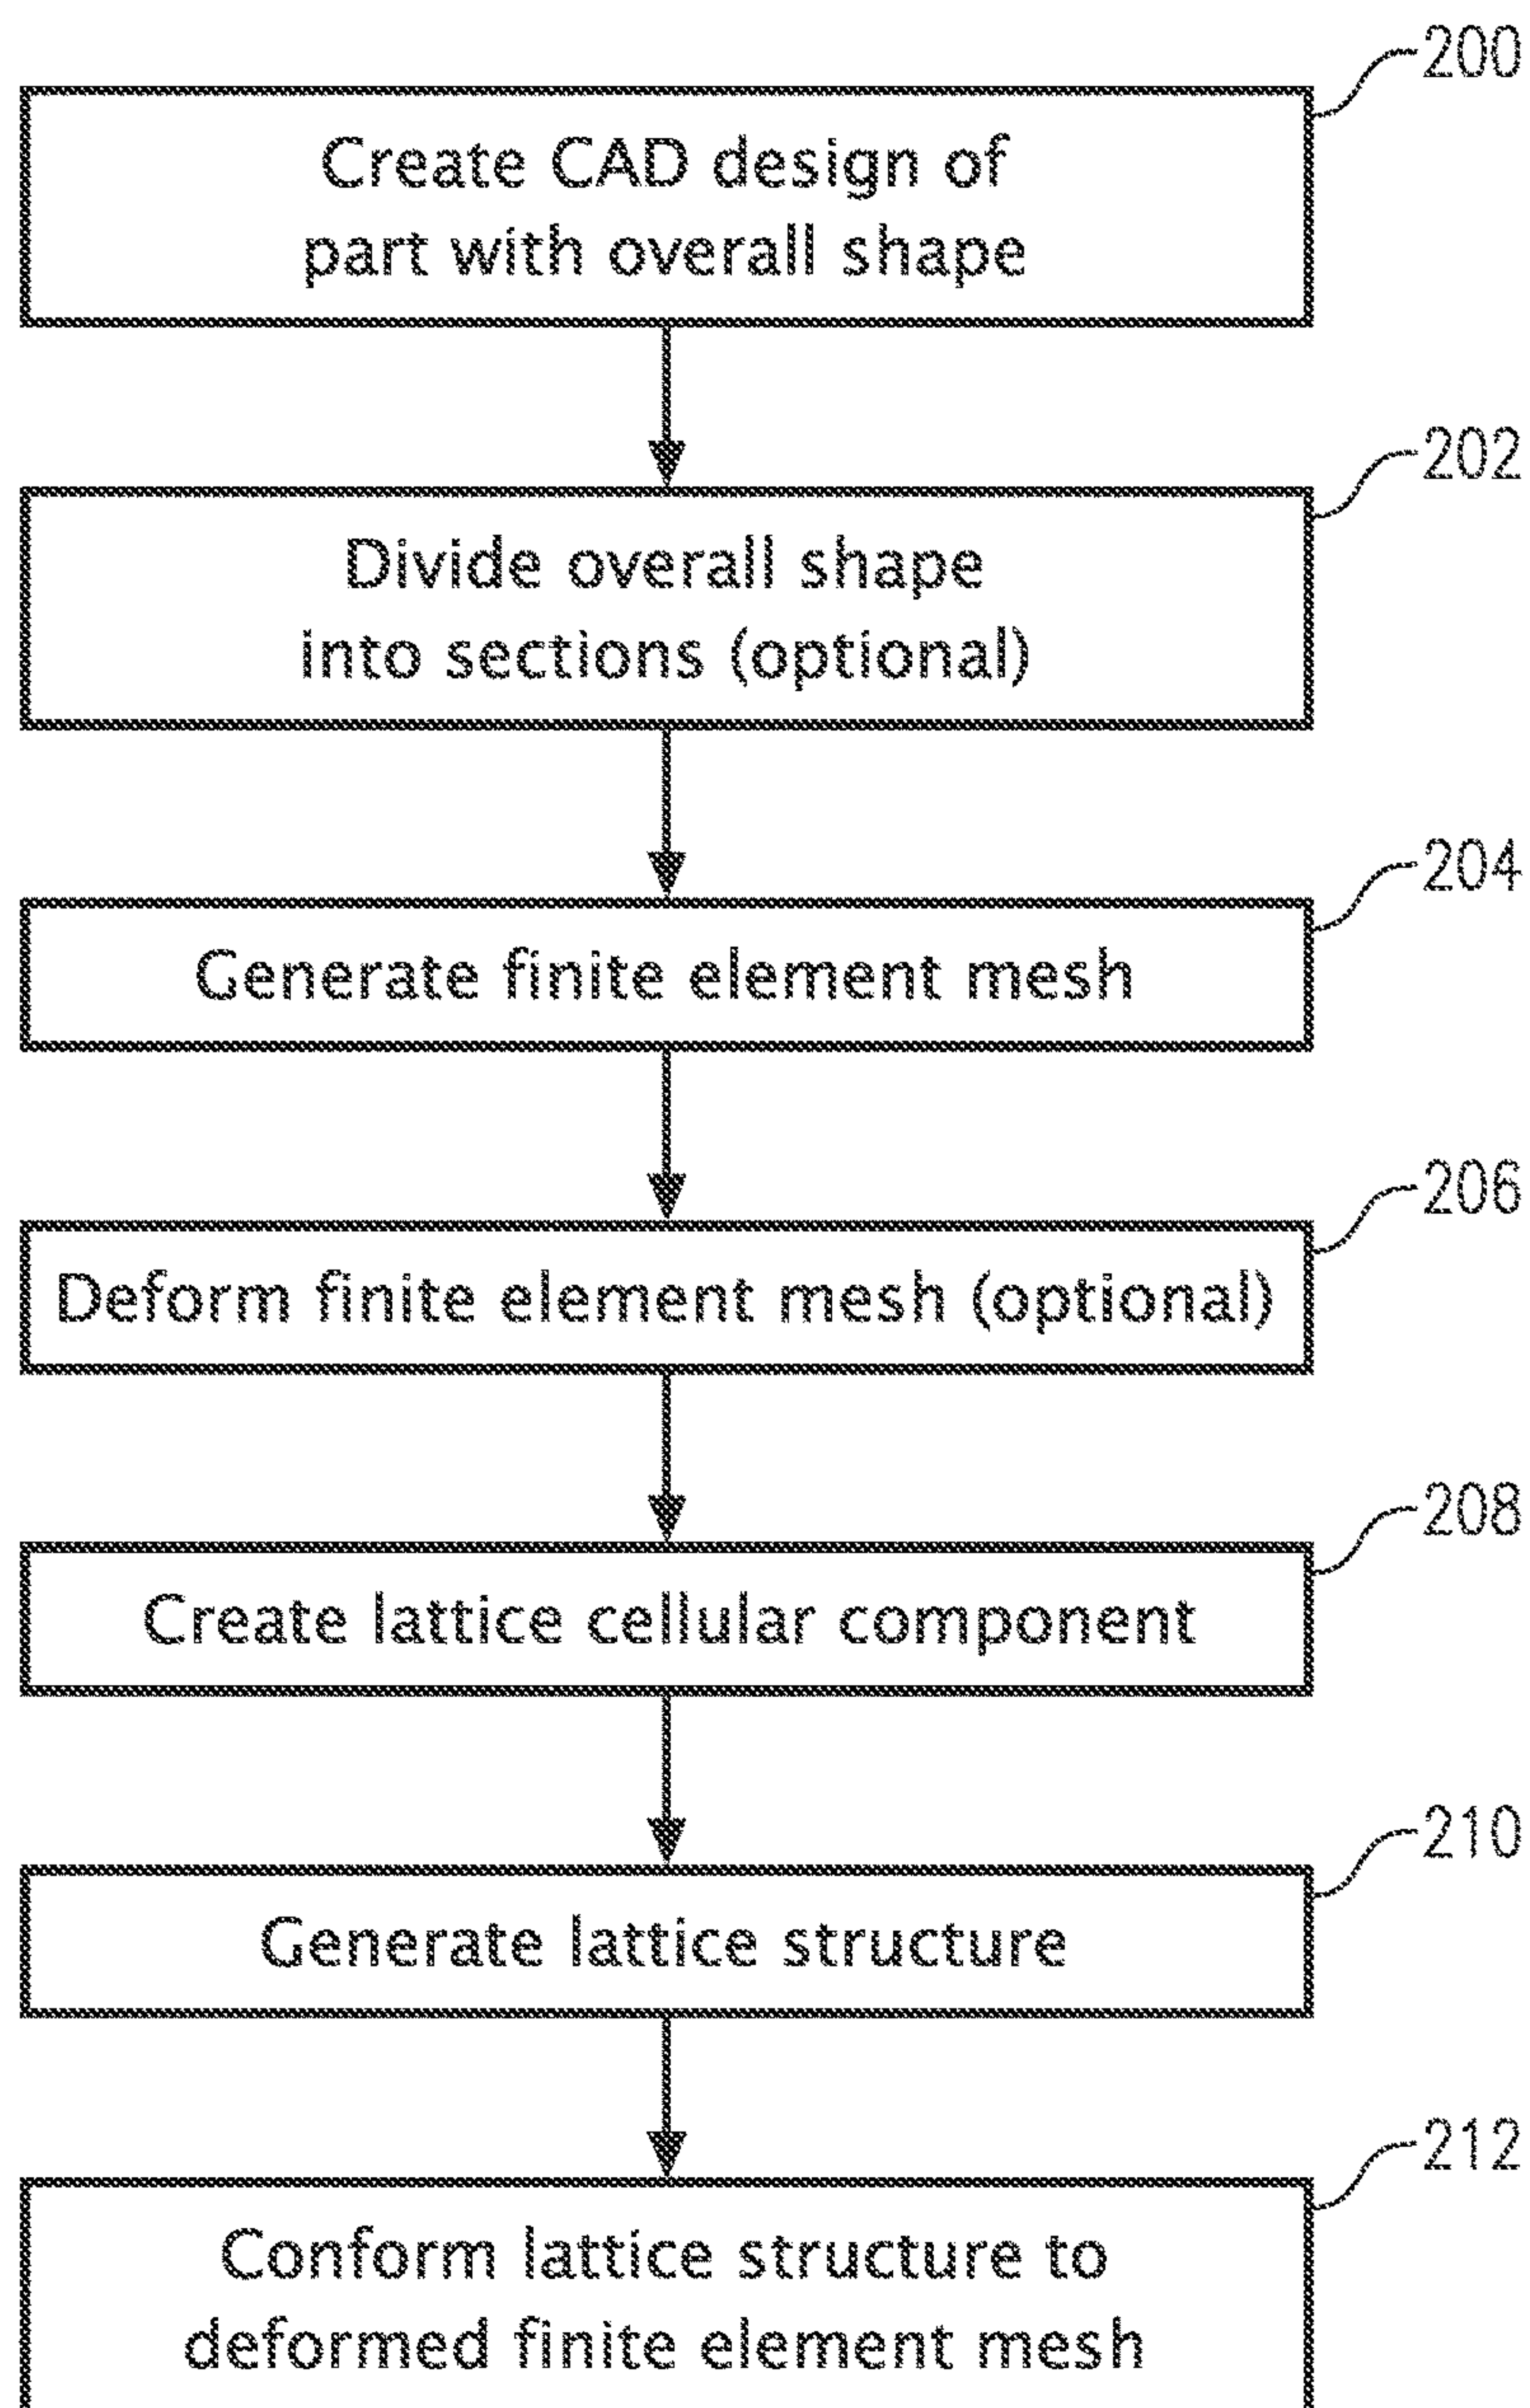 200
Create CAD design of
part with overall shape
202
Divide overall shape
into sections (optional)
204
Generate finite element mesh
206
Deform finite element mesh (optional)
208
Create lattice cellular component
210
Generate lattice structure
212
Conform lattice structure to
deformed finite element mesh